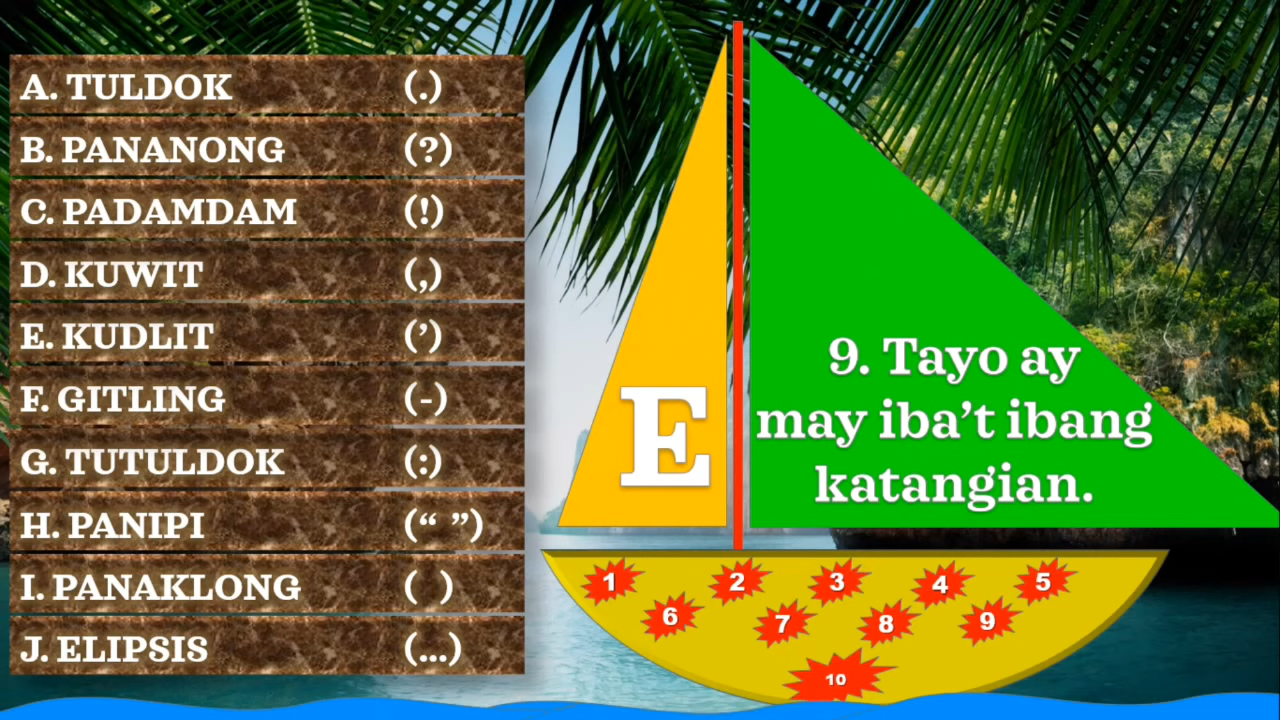 A. TULDOK (.)
B. PANANONG (?)
C. PADAMDAM (!)
D. KUWIT (,)
E. KUDLIT (’)
F. GITLING (-)
G. TUTULDOK (:)
H. PANIPI (“ ”)
I. PANAKLONG ( )
J. ELIPSIS (...)
E
9. Tayo ay
may iba’t ibang
katangian.
1 2 3 4 5
6 7 8 9
10